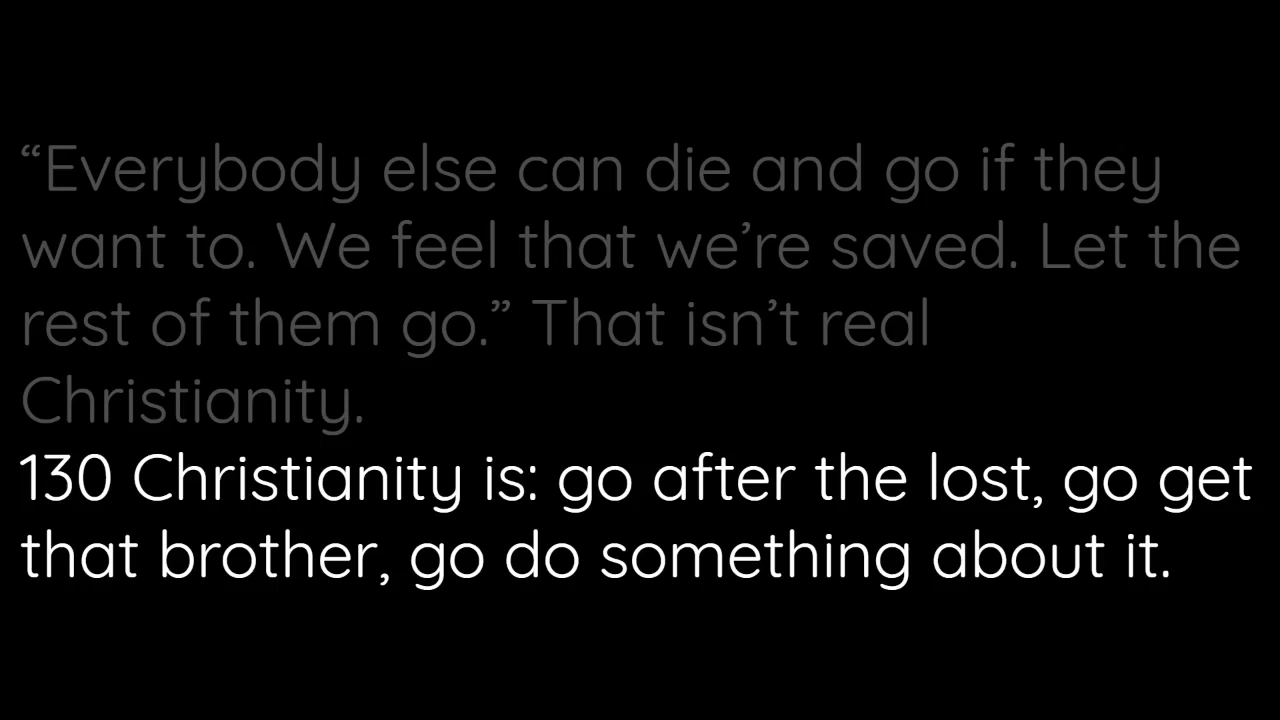 “Everybody else can die and go if they
want to. We feel that we’re saved. Let the
rest of them go.” That isn’t real
Christianity.
130 Christianity is: go after the lost, go get
that brother, go do something about it.